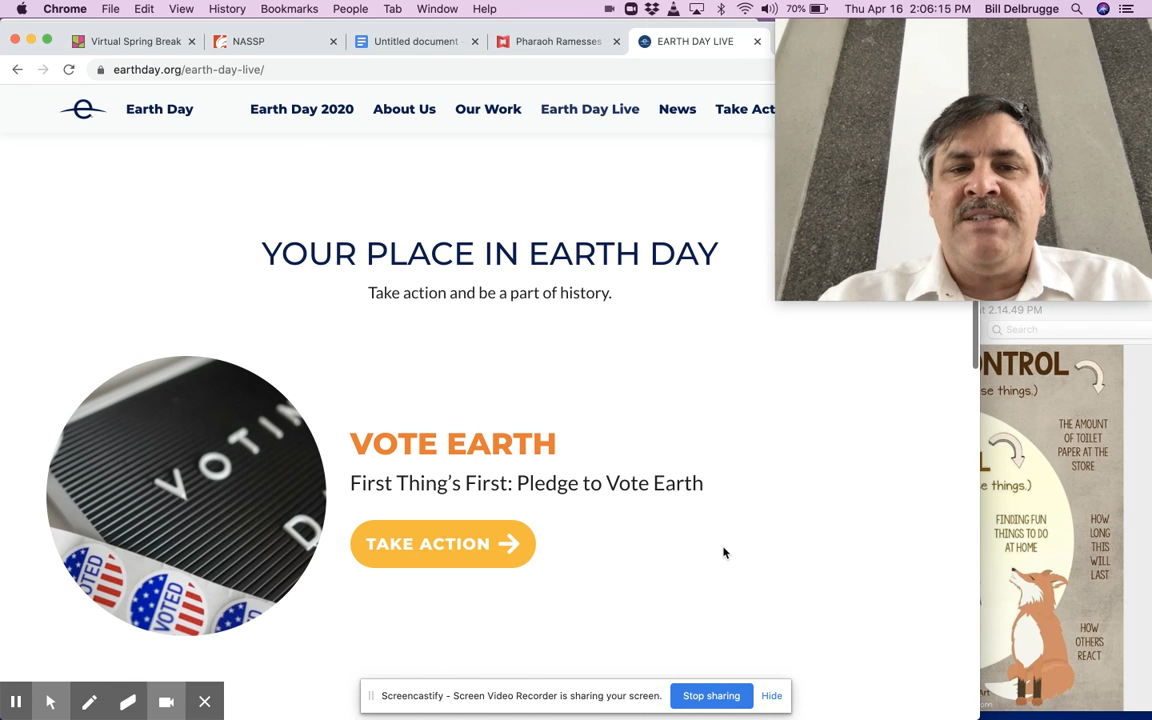 Chrome File Edit View History Bookmarks People Tab Window Help 70% Thu Apr 16 2:06:15 PM Bill Delbrugge
Virtual Spring Break NASSP Untitled document Pharaoh Ramesses EARTH DAY LIVE
earthday.org/earth-day-live/
Earth Day Earth Day 2020 About Us Our Work Earth Day Live News Take Act
YOUR PLACE IN EARTH DAY
Take action and be a part of history.
VOTE EARTH
First Thing's First: Pledge to Vote Earth
TAKE ACTION
VOTIN
D
VOTED
VOTED
2.14.49 PM
Search
NTROL
se things.)
THE AMOUNT
OF TOILET
PAPER AT THE
STORE
L
e things.)
FINDING FUN
THINGS TO DO
AT HOME
HOW
LONG
THIS
WILL
LAST
HOW
OTHERS
REACT
Art
om
Screencastify - Screen Video Recorder is sharing your screen. Stop sharing Hide